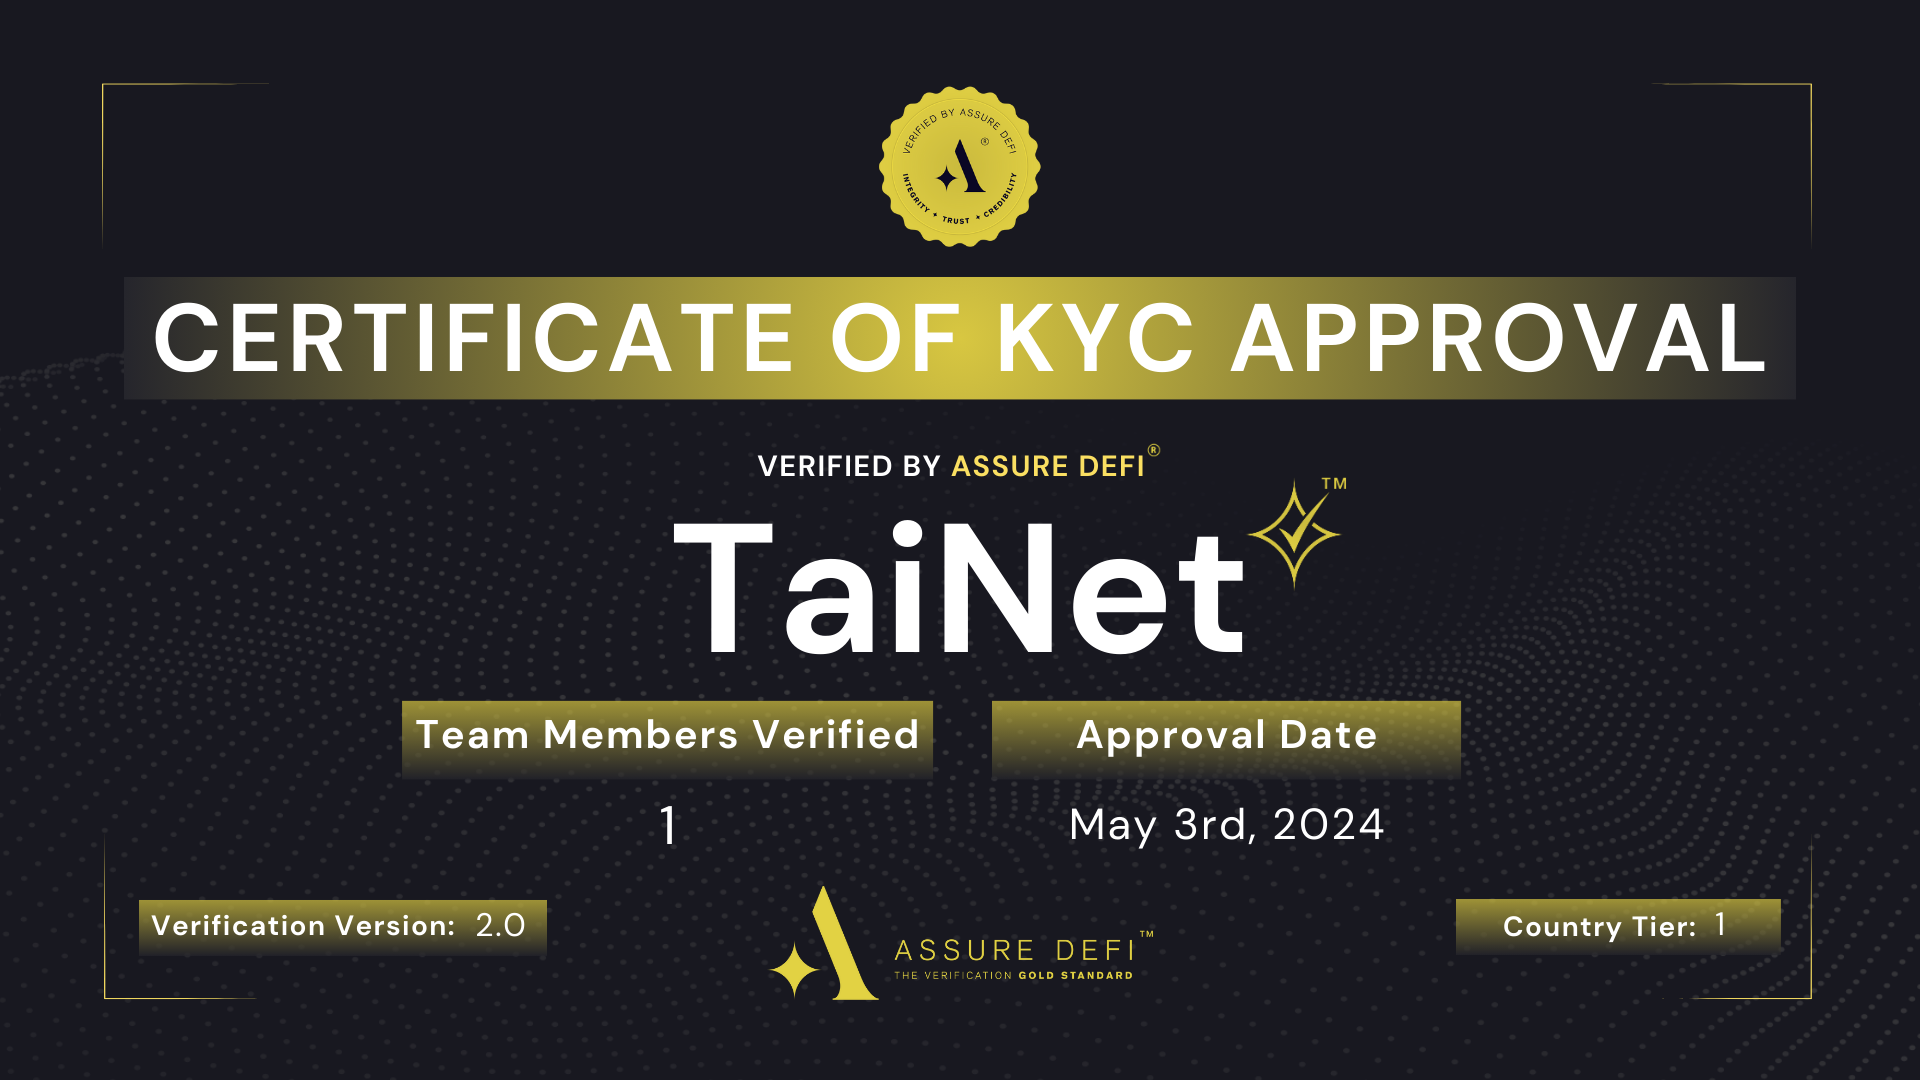 VERIFIED BY ASSURE DEFI
A ®
INTEGRITY ✦ TRUST ✦ CREDIBILITY
CERTIFICATE OF KYC APPROVAL
VERIFIED BY ASSURE DEFI®
TaiNet ™
Team Members Verified
1
Approval Date
May 3rd, 2024
Verification Version: 2.0
ASSURE DEFI™
THE VERIFICATION GOLD STANDARD
Country Tier: 1